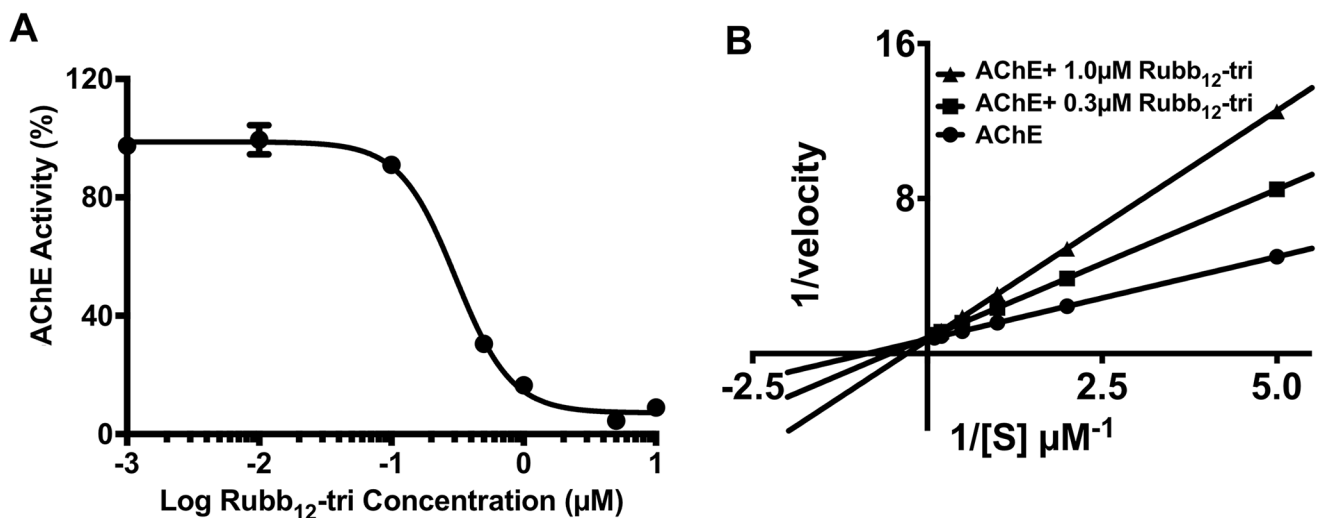 A
AChE Activity (%)
120
80
40
0
-3
-2
-1
0
1
Log Rubb12-tri Concentration (µM)
B
1/velocity
16
8
AChE+ 1.0µM Rubb12-tri
AChE+ 0.3µM Rubb12-tri
AChE
-2.5
2.5
5.0
1/[S] µM-1